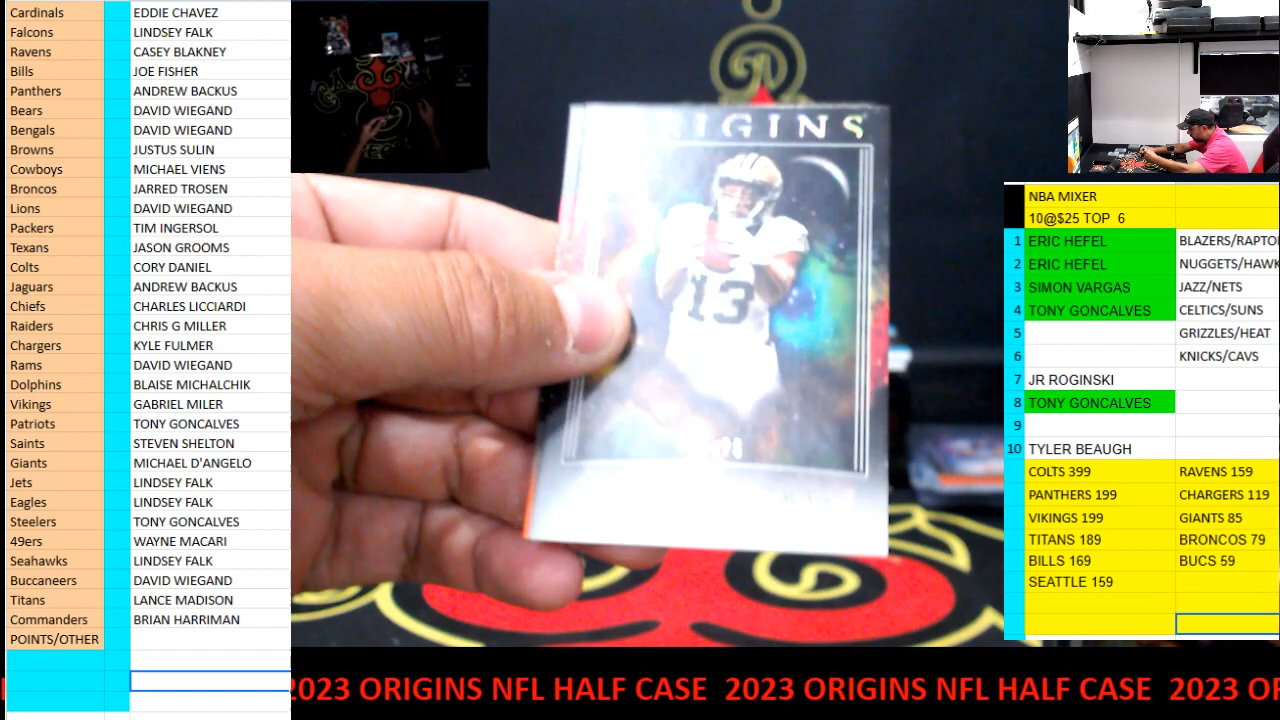 Cardinals EDDIE CHAVEZ
Falcons LINDSEY FALK
Ravens CASEY BLAKNEY
Bills JOE FISHER
Panthers ANDREW BACKUS
Bears DAVID WIEGAND
Bengals DAVID WIEGAND
Browns JUSTUS SULIN
Cowboys MICHAEL VIENS
Broncos JARRED TROSEN
Lions DAVID WIEGAND
Packers TIM INGERSOL
Texans JASON GROOMS
Colts CORY DANIEL
Jaguars ANDREW BACKUS
Chiefs CHARLES LICCIARDI
Raiders CHRIS G MILLER
Chargers KYLE FULMER
Rams DAVID WIEGAND
Dolphins BLAISE MICHALCHIK
Vikings GABRIEL MILER
Patriots TONY GONCALVES
Saints STEVEN SHELTON
Giants MICHAEL D'ANGELO
Jets LINDSEY FALK
Eagles LINDSEY FALK
Steelers TONY GONCALVES
49ers WAYNE MACARI
Seahawks LINDSEY FALK
Buccaneers DAVID WIEGAND
Titans LANCE MADISON
Commanders BRIAN HARRIMAN
POINTS/OTHER
RIGINS
13
NBA MIXER
10@$25 TOP 6
1 ERIC HEFEL BLAZERS/RAPTO
2 ERIC HEFEL NUGGETS/HAWK
3 SIMON VARGAS JAZZ/NETS
4 TONY GONCALVES CELTICS/SUNS
5 GRIZZLES/HEAT
6 KNICKS/CAVS
7 JR ROGINSKI
8 TONY GONCALVES
9
10 TYLER BEAUGH
COLTS 399 RAVENS 159
PANTHERS 199 CHARGERS 119
VIKINGS 199 GIANTS 85
TITANS 189 BRONCOS 79
BILLS 169 BUCS 59
SEATTLE 159
2023 ORIGINS NFL HALF CASE 2023 ORIGINS NFL HALF CASE 2023 OR